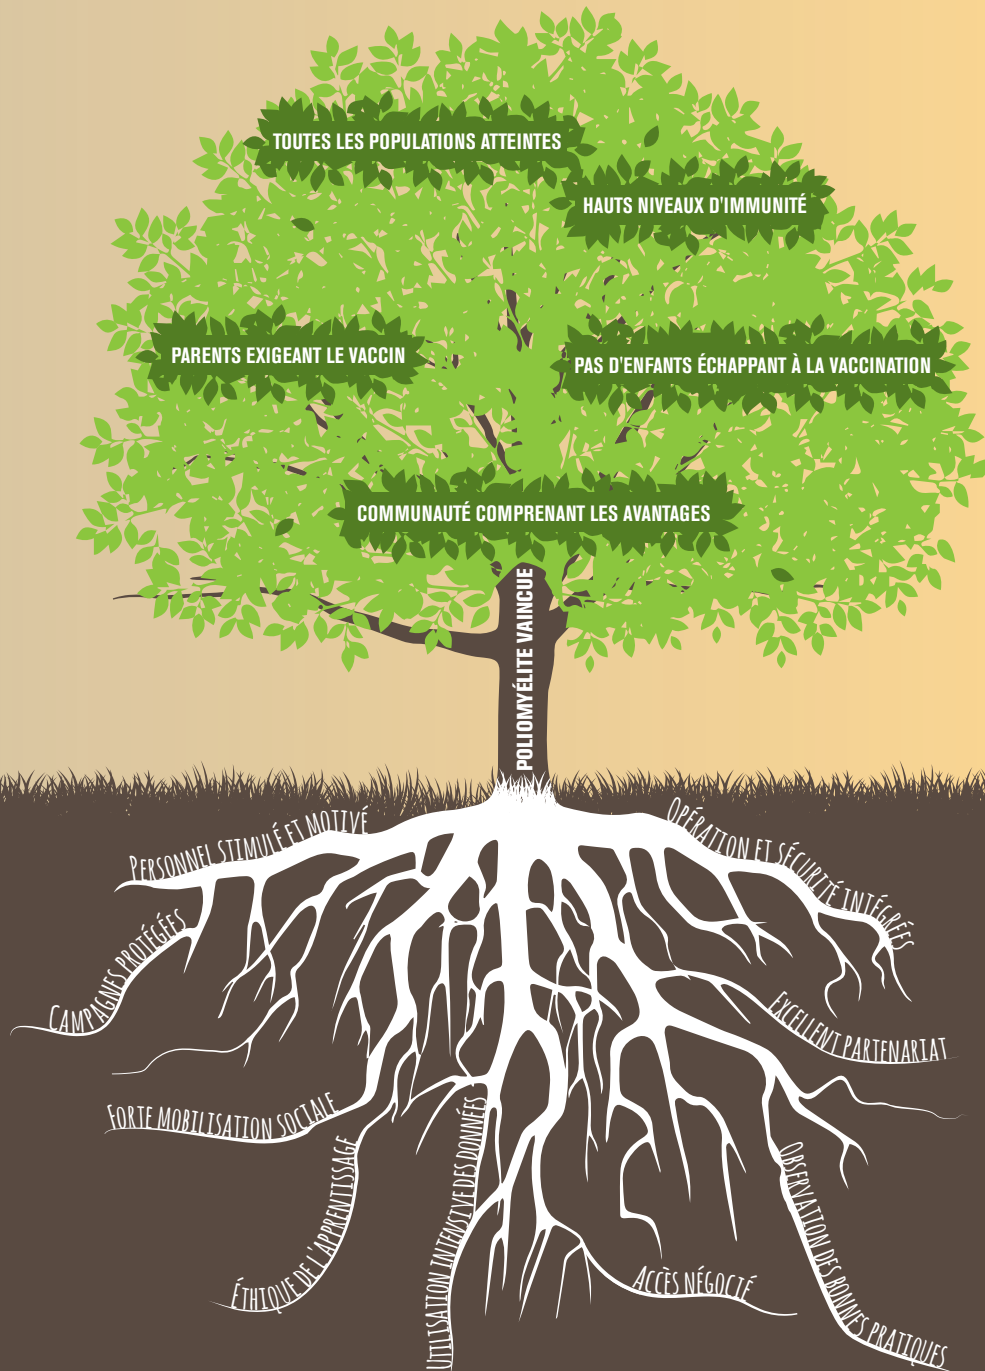 TOUTES LES POPULATIONS ATTEINTES
HAUTS NIVEAUX D'IMMUNITÉ
PARENTS EXIGEANT LE VACCIN
PAS D'ENFANTS ÉCHAPPANT À LA VACCINATION
COMMUNAUTÉ COMPRENANT LES AVANTAGES
POLIOMYÉLITE VAINCUE
PERSONNEL STIMULÉ ET MOTIVÉ
OPÉRATION ET SÉCURITÉ INTÉGRÉES
CAMPAGNES PROTÉGÉES
EXCELLENT PARTENARIAT
FORTE MOBILISATION SOCIALE
ÉTHIQUE DE L'APPRENTISSAGE
UTILISATION INTENSIVE DES DONNÉES
ACCÈS NÉGOCIÉ
OBSERVATION DES BONNES PRATIQUES